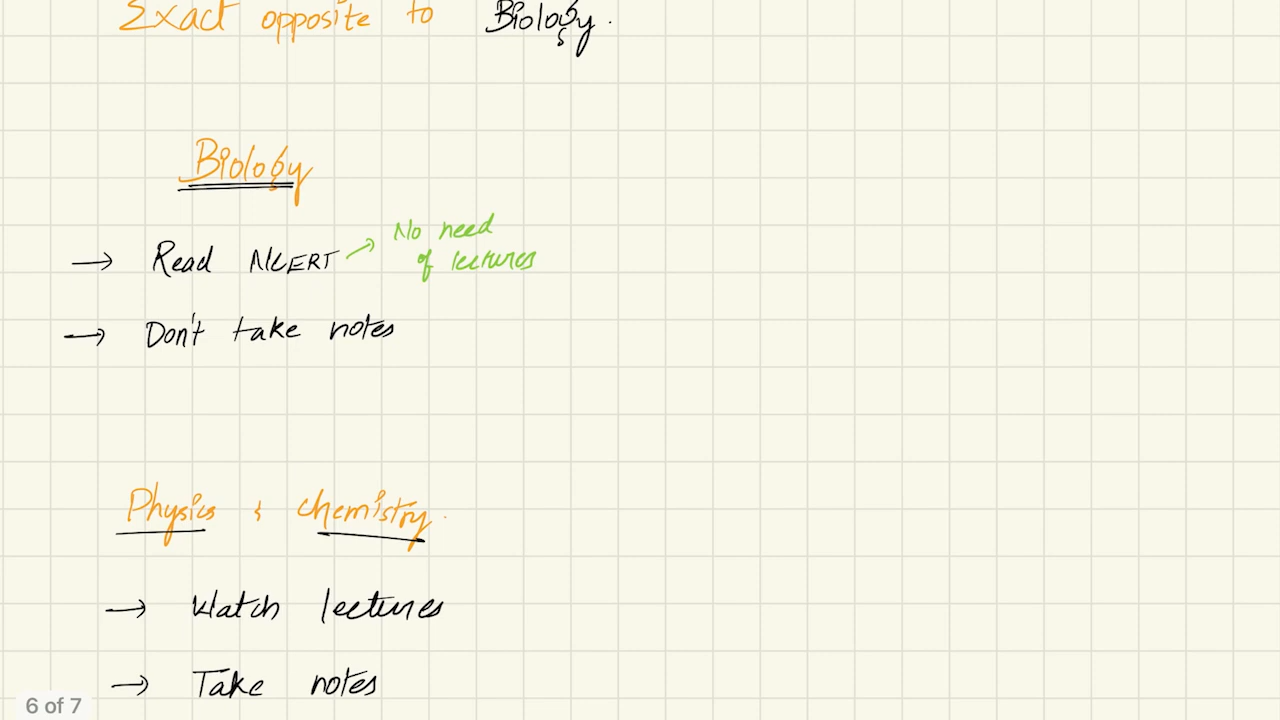 Exact opposite to Biology.
Biology
→ Read NCERT → No need
of lectures
→ Don't take notes
Physics & Chemistry
→ Watch lectures
→ Take notes
6 of 7